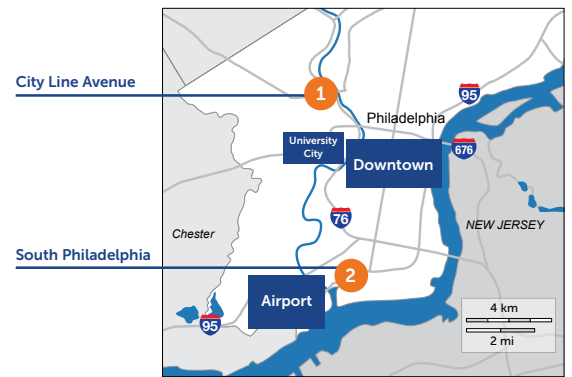 City Line Avenue
1
95
Philadelphia
University
City
Downtown
676
76
NEW JERSEY
Chester
South Philadelphia
2
Airport
95
4 km
2 mi